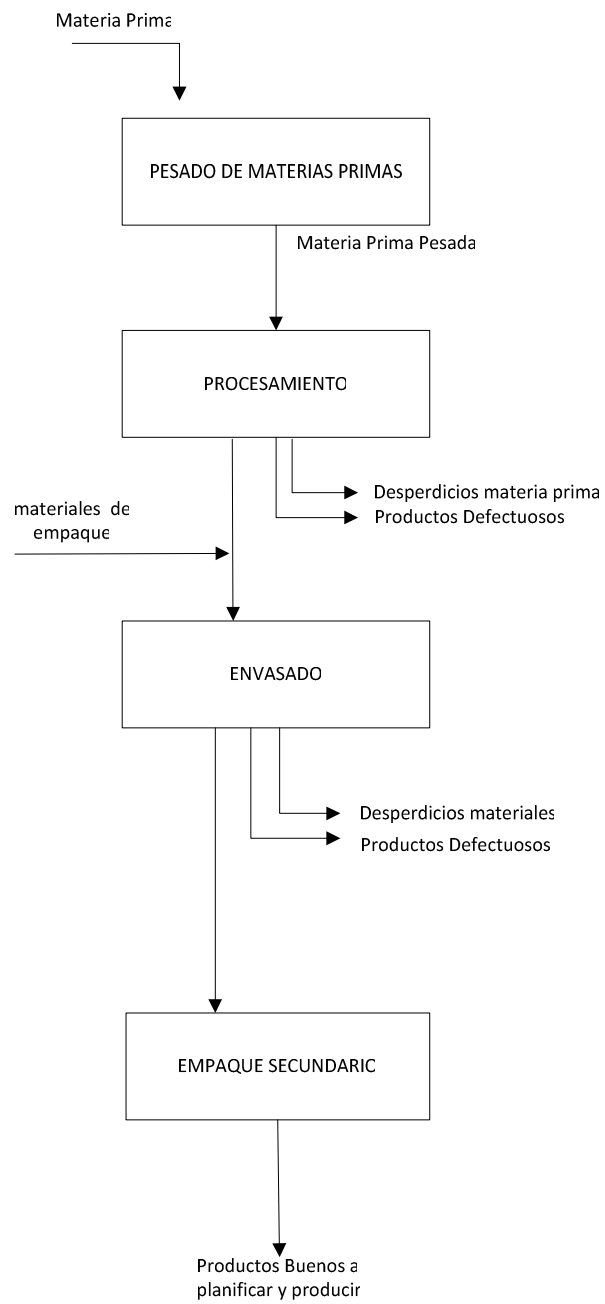 Materia Prima
PESADO DE MATERIAS PRIMAS
Materia Prima Pesada
PROCESAMIENTO
Desperdicios materia prima
Productos Defectuosos
materiales de
empaque
ENVASADO
Desperdicios materiales
Productos Defectuosos
EMPAQUE SECUNDARIO
Productos Buenos a
planificar y producir